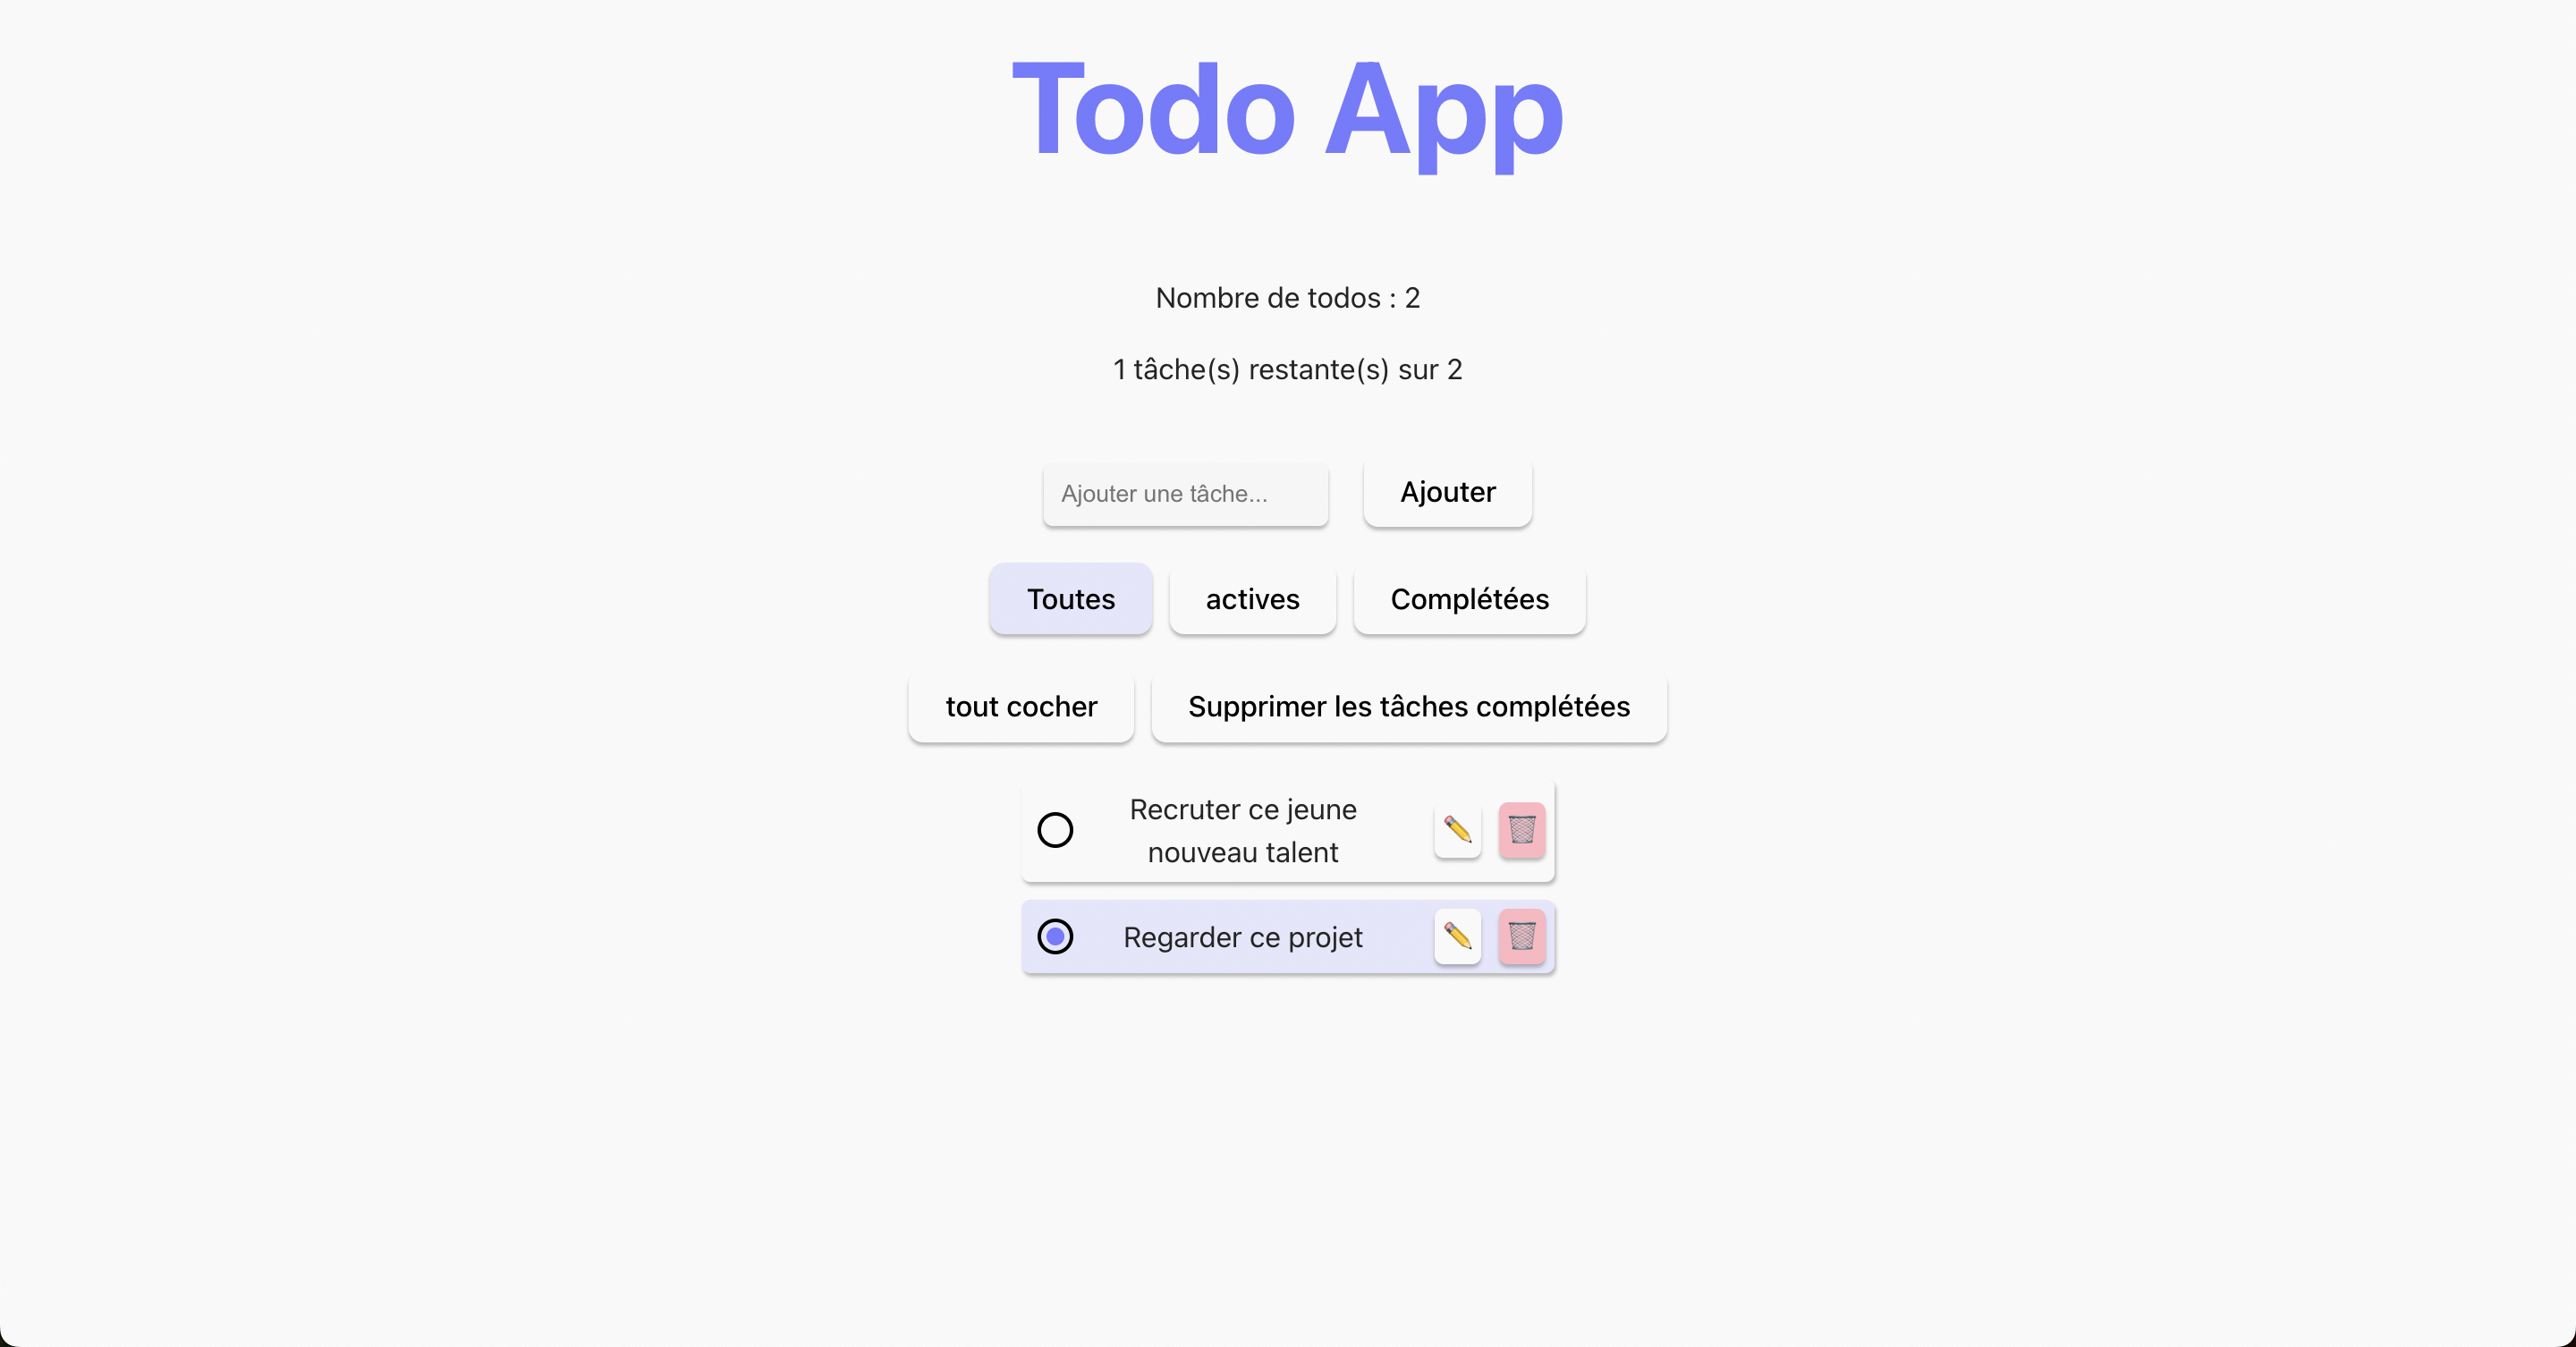 Todo App
Nombre de todos : 2
1 tâche(s) restante(s) sur 2
Ajouter une tâche...
Ajouter
Toutes
actives
Complétées
tout cocher
Supprimer les tâches complétées
Recruter ce jeune
nouveau talent
Regarder ce projet